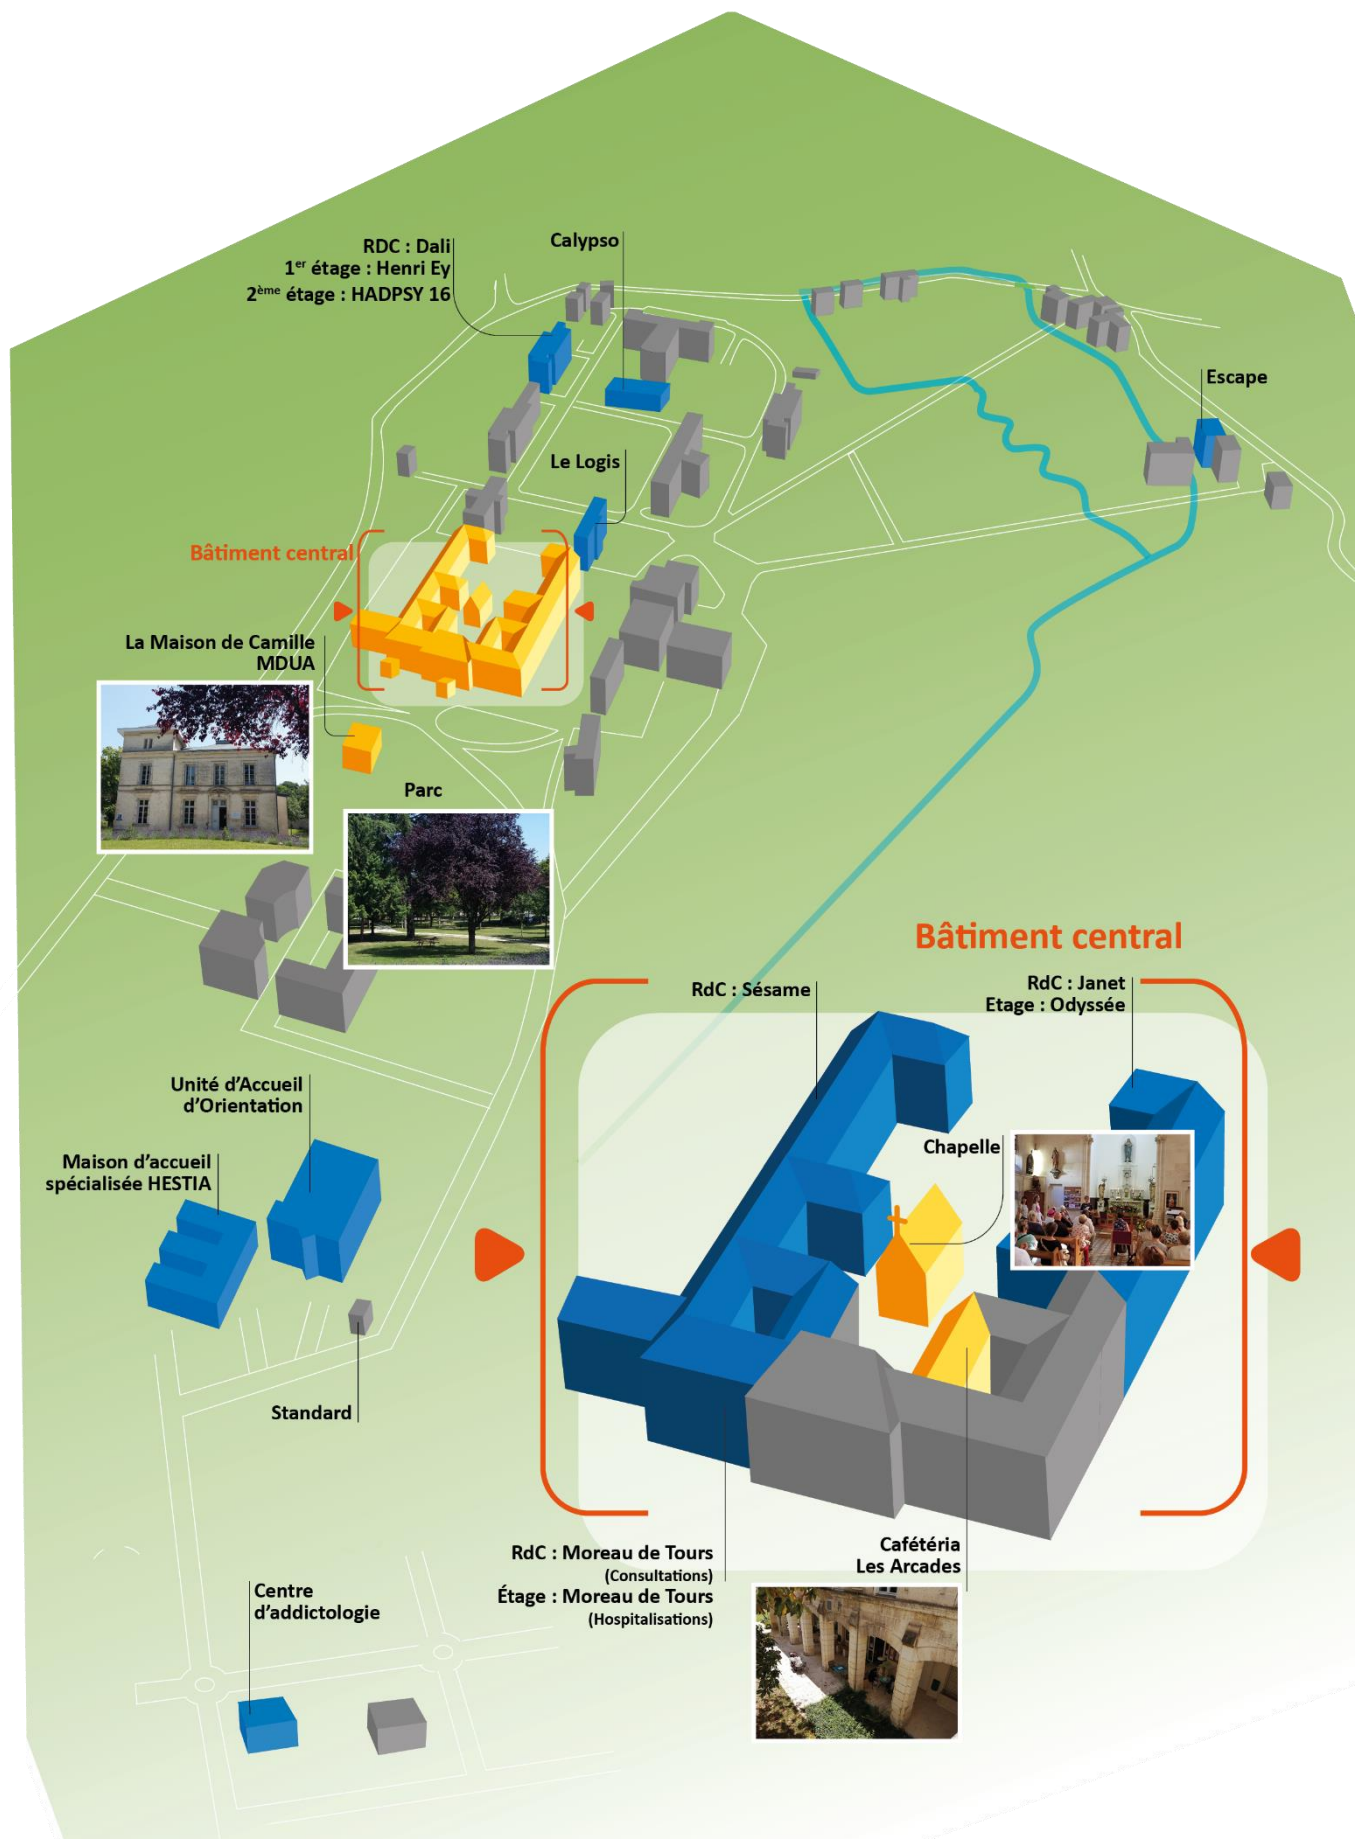 RDC : Dali
1er étage : Henri Ey
2ème étage : HADPSY 16
Calypso
Escape
Le Logis
Bâtiment central
La Maison de Camille
MDUA
Parc
Bâtiment central
RdC : Sésame
RdC : Janet
Etage : Odyssée
Unité d'Accueil
d'Orientation
Chapelle
Maison d'accueil
spécialisée HESTIA
Standard
RdC : Moreau de Tours
(Consultations)
Étage : Moreau de Tours
(Hospitalisations)
Cafétéria
Les Arcades
Centre
d'addictologie